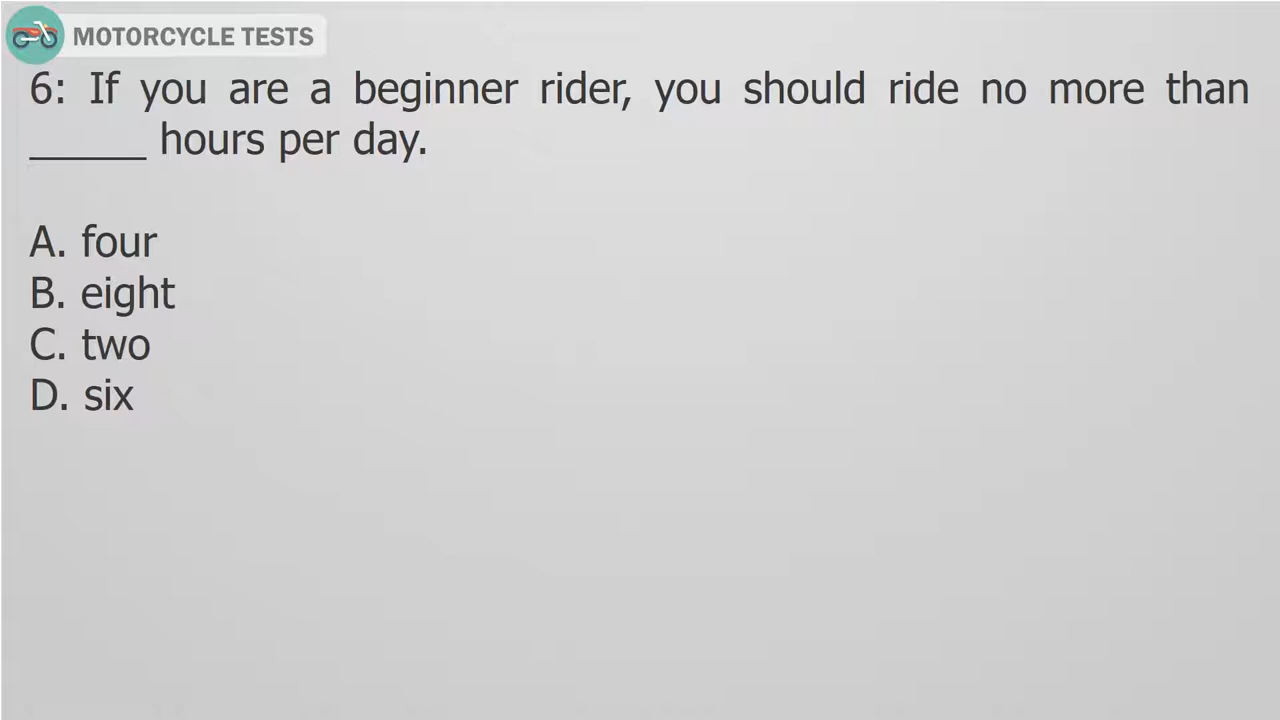 MOTORCYCLE TESTS
6: If you are a beginner rider, you should ride no more than
_____ hours per day.
A. four
B. eight
C. two
D. six